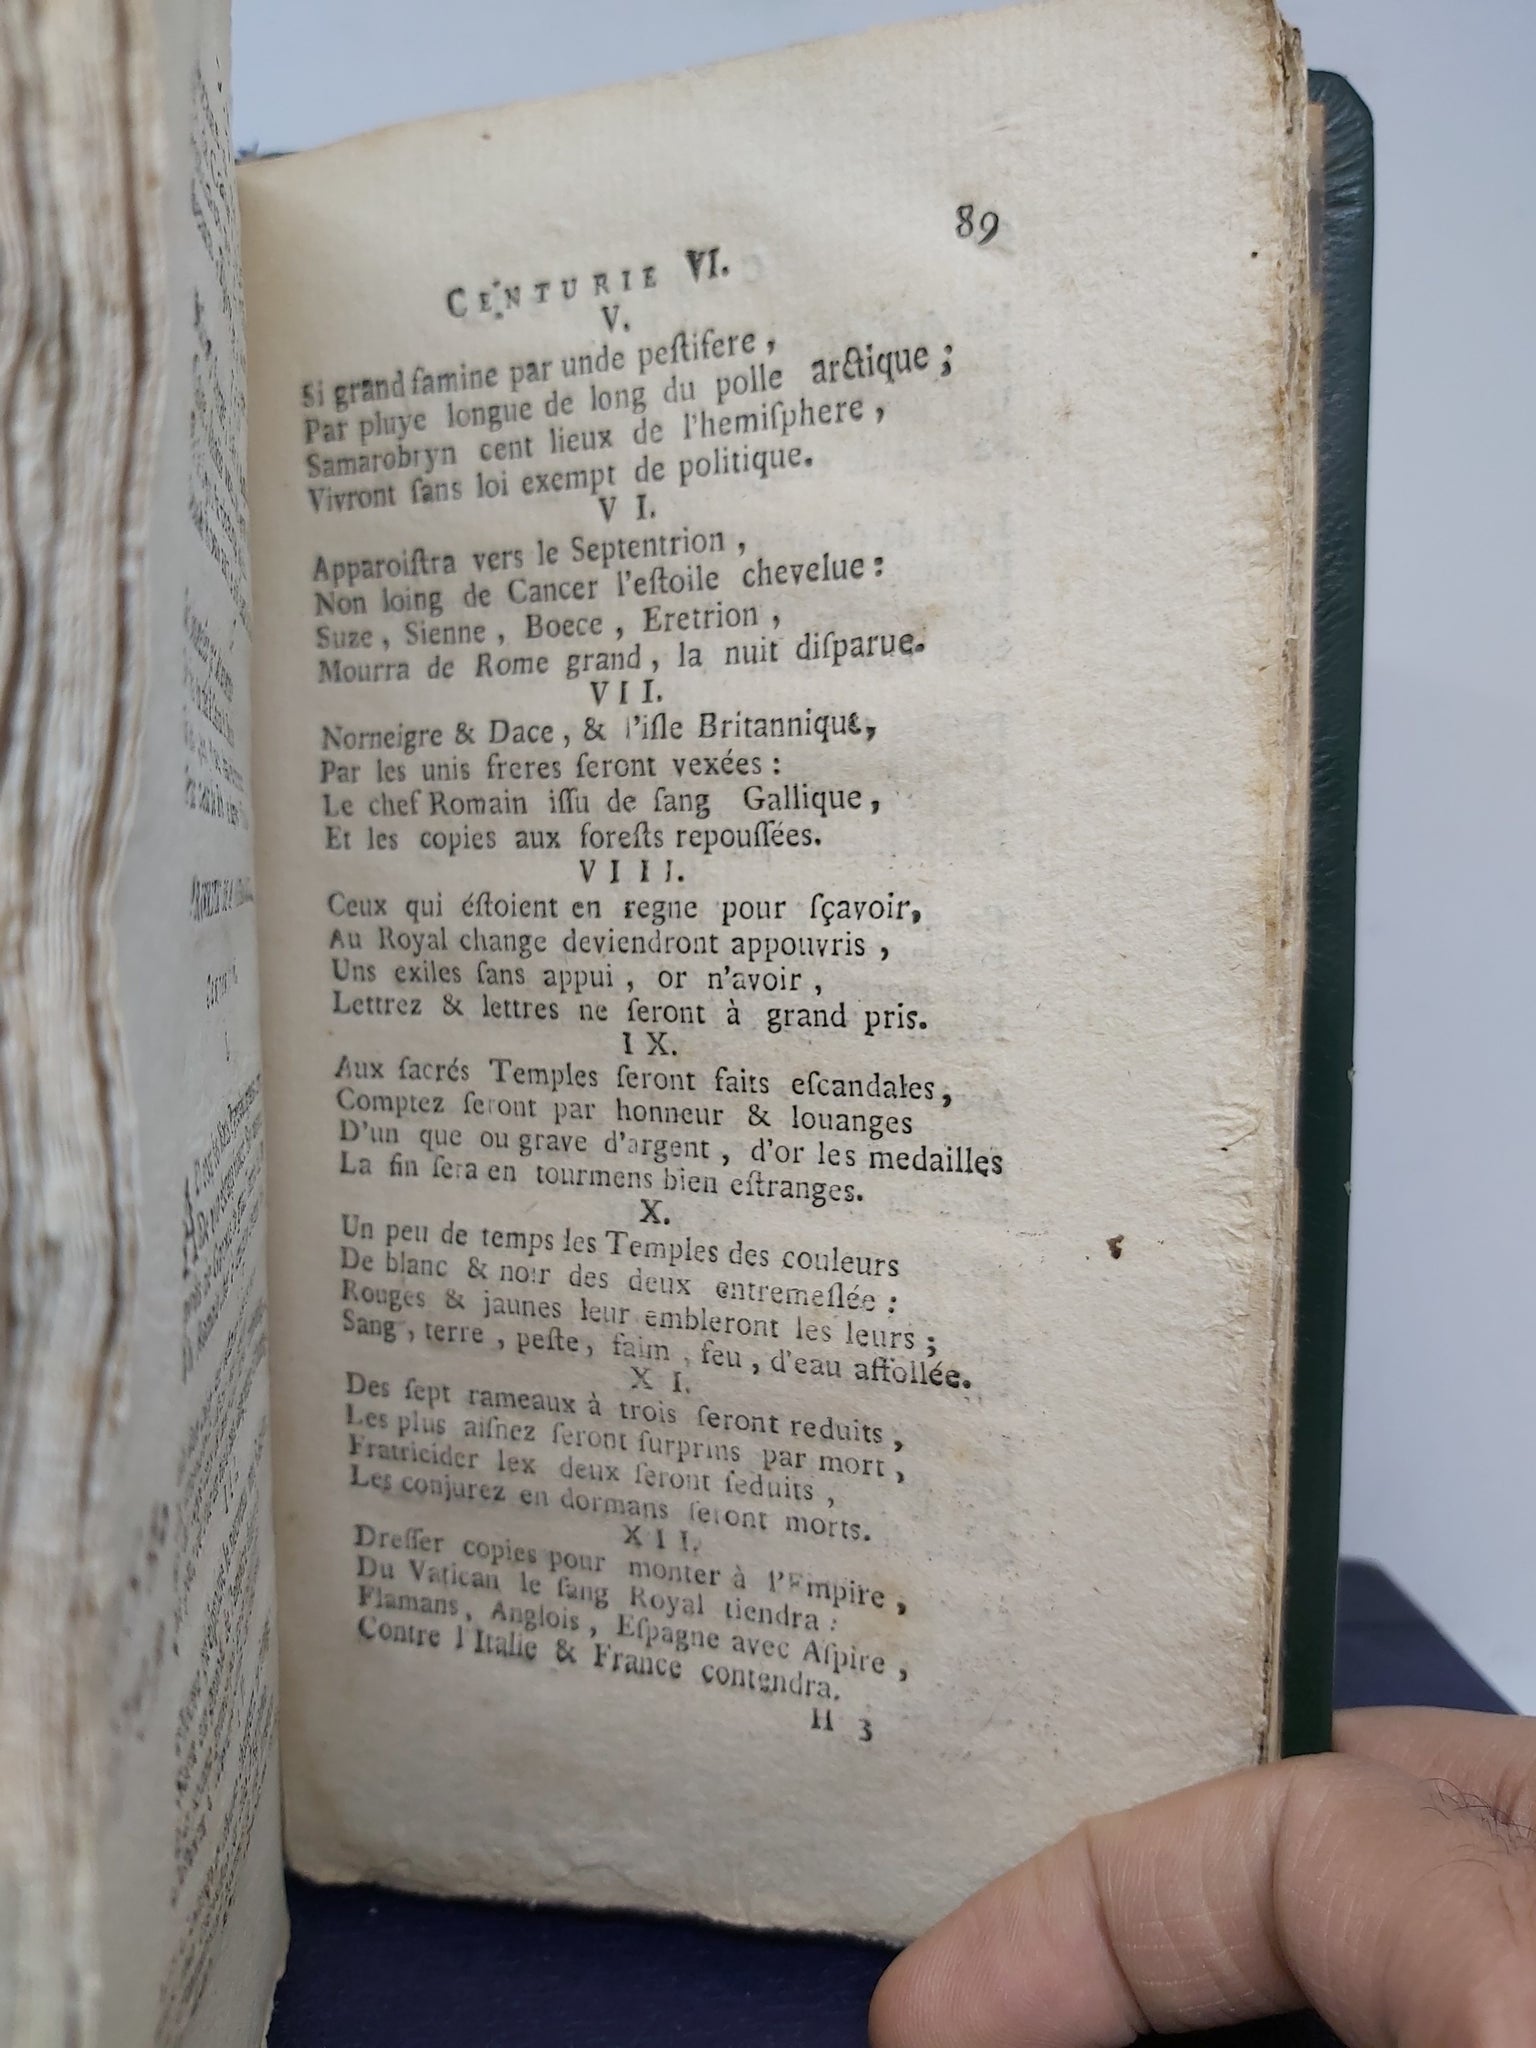 89
CENTURIE VI.
V.
Si grand famine par unde peſtifere ,
Par pluye longue de long du polle arctique ;
Samarobryn cent lieux de l'hemiſphere ,
Vivront ſans loi exempt de politique.
V I.
Apparoiſtra vers le Septentrion ,
Non loing de Cancer l'eſtoile chevelue :
Suze , Sienne , Boece , Eretrion ,
Mourra de Rome grand , la nuit diſparue.
V I I.
Norneigre & Dace , & l'iſle Britannique,
Par les unis freres ſeront vexées :
Le chef Romain iſſu de ſang Gallique ,
Et les copies aux foreſts repouſſées.
V I I I.
Ceux qui éſtoient en regne pour ſçavoir,
Au Royal change deviendront appouvris ,
Uns exiles ſans appui , or n'avoir ,
Lettrez & lettres ne ſeront à grand pris.
I X.
Aux ſacrés Temples ſeront faits eſcandales,
Comptez ſeront par honneur & louanges
D'un que ou grave d'argent , d'or les medailles
La fin ſera en tourmens bien eſtranges.
X.
Un peu de temps les Temples des couleurs
De blanc & noir des deux entremeſlée :
Rouges & jaunes leur embleront les leurs ;
Sang , terre , peſte, faim , feu , d'eau affollée.
X I.
Des ſept rameaux à trois ſeront reduits ,
Les plus aiſnez ſeront ſurprins par mort ,
Fratricider lex deux ſeront ſeduits ,
Les conjurez en dormans ſeront morts.
X I I.
Dreſſer copies pour monter à l'Empire ,
Du Vatican le ſang Royal tiendra :
Flamans , Anglois , Eſpagne avec Aſpire ,
Contre l'Italie & France contendra.
H 3